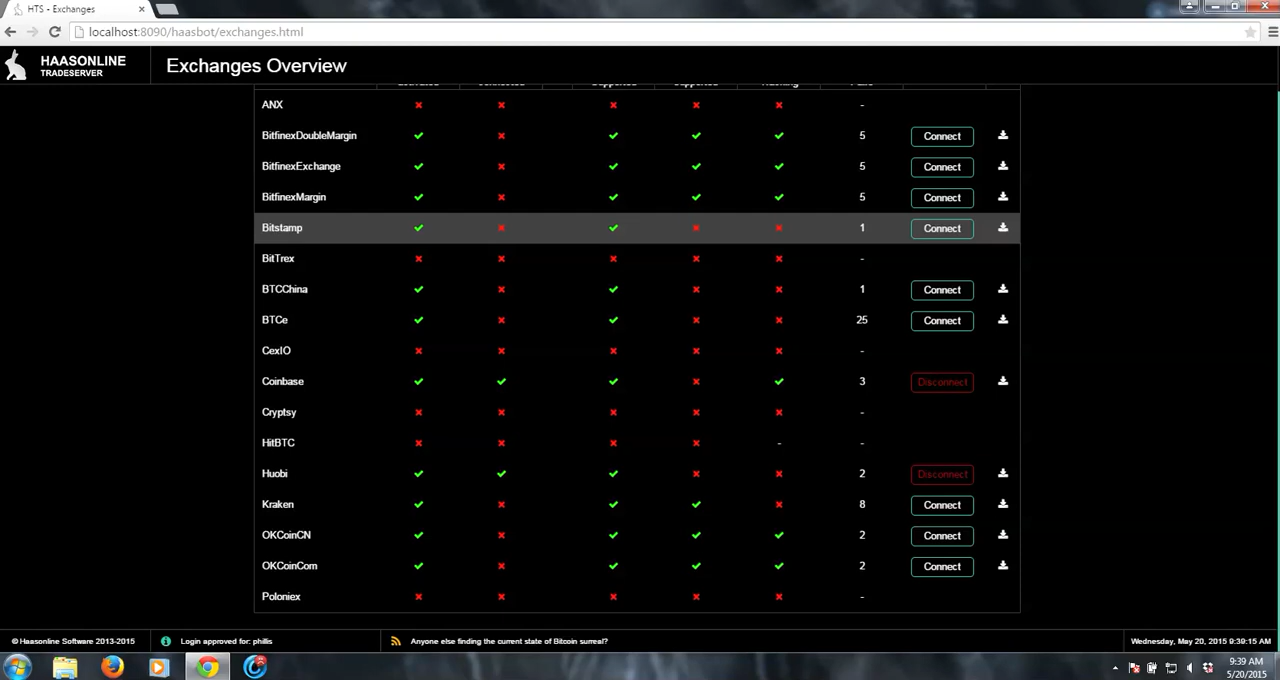 HTS - Exchanges
localhost:8090/haasbot/exchanges.html
HAASONLINE
TRADESERVER
Exchanges Overview
ANX -
BitfinexDoubleMargin 5 Connect
BitfinexExchange 5 Connect
BitfinexMargin 5 Connect
Bitstamp 1 Connect
BitTrex -
BTCChina 1 Connect
BTCe 25 Connect
CexIO -
Coinbase 3 Disconnect
Cryptsy -
HitBTC - -
Huobi 2 Disconnect
Kraken 8 Connect
OKCoinCN 2 Connect
OKCoinCom 2 Connect
Poloniex -
© Haasonline Software 2013-2015 Login approved for: phillis Anyone else finding the current state of Bitcoin surreal? Wednesday, May 20, 2015 9:39:15 AM
9:39 AM
5/20/2015